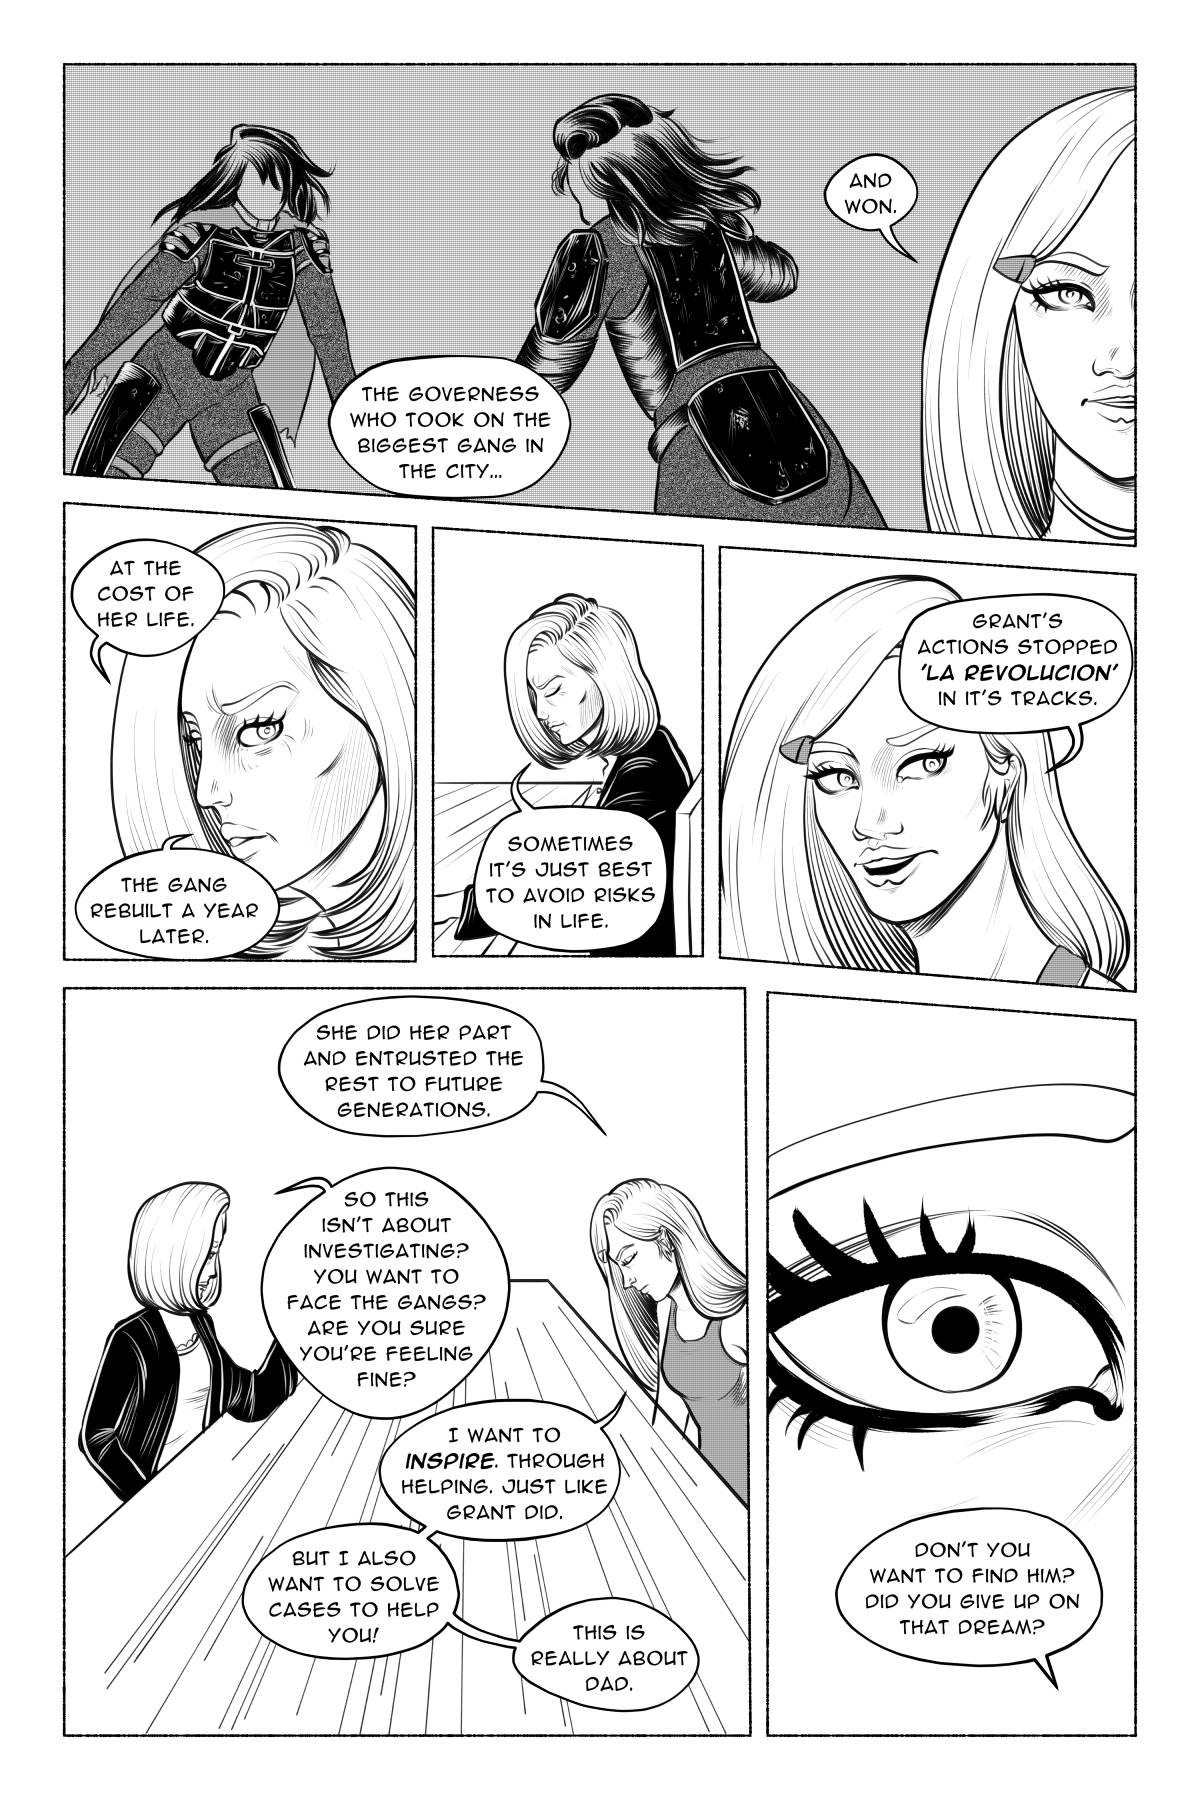 THE GOVERNESS
WHO TOOK ON THE
BIGGEST GANG IN
THE CITY...
AND
WON.
AT THE
COST OF
HER LIFE.
THE GANG
REBUILT A YEAR
LATER.
SOMETIMES
IT'S JUST BEST
TO AVOID RISKS
IN LIFE.
GRANT'S
ACTIONS STOPPED
'LA REVOLUCION'
IN IT'S TRACKS.
SHE DID HER PART
AND ENTRUSTED THE
REST TO FUTURE
GENERATIONS.
SO THIS
ISN'T ABOUT
INVESTIGATING?
YOU WANT TO
FACE THE GANGS?
ARE YOU SURE
YOU'RE FEELING
FINE?
I WANT TO
INSPIRE. THROUGH
HELPING. JUST LIKE
GRANT DID.
BUT I ALSO
WANT TO SOLVE
CASES TO HELP
YOU!
THIS IS
REALLY ABOUT
DAD.
DON'T YOU
WANT TO FIND HIM?
DID YOU GIVE UP ON
THAT DREAM?